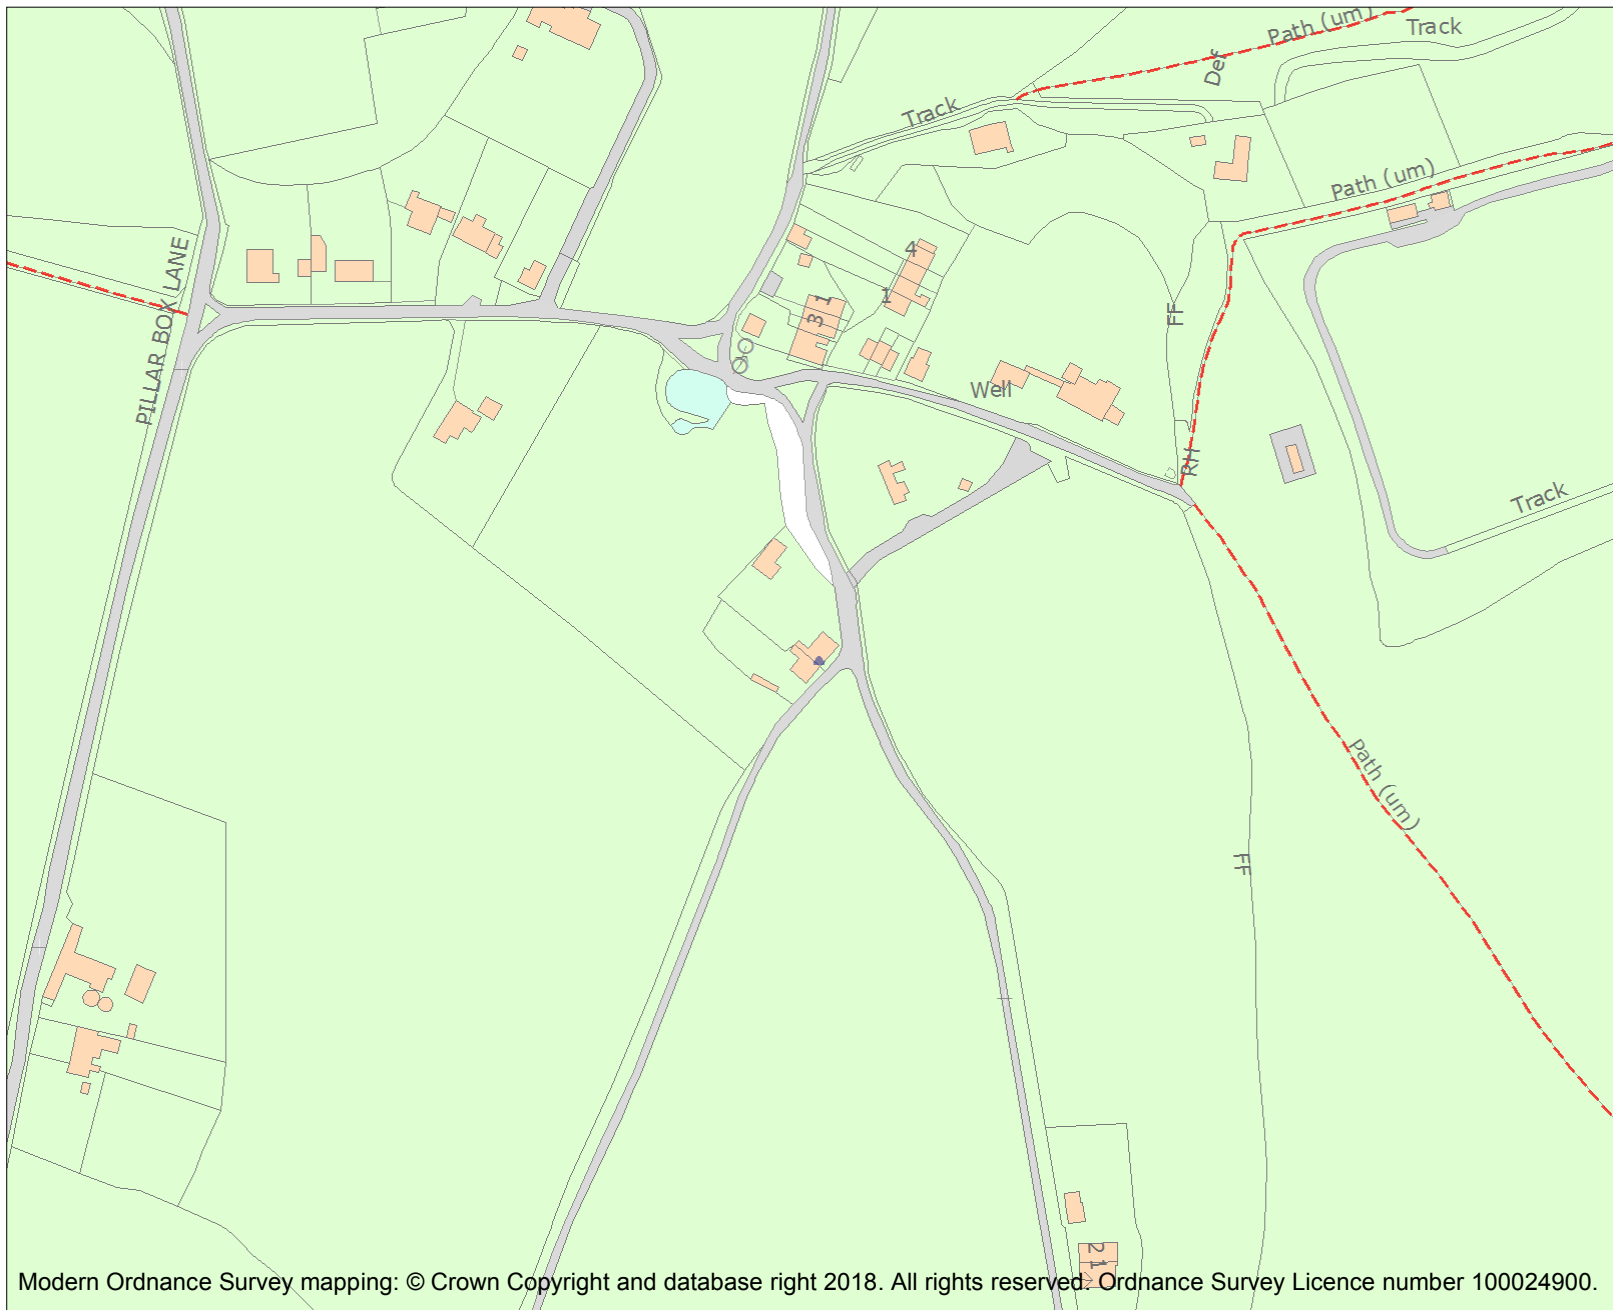 Path (um)
Track
Def
Track
Path (um)
PILLAR BOX LANE
4
1
1
3
FF
Well
RH
Track
Path (um)
FF
2
1
Modern Ordnance Survey mapping: © Crown Copyright and database right 2018. All rights reserved. Ordnance Survey Licence number 100024900.